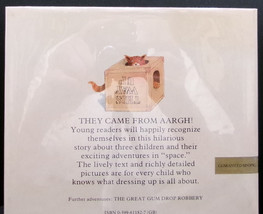 THEY CAME FROM AARGH!
Young readers will happily recognize
themselves in this hilarious
story about three children and their
exciting adventures in "space."
The lively text and richly detailed
pictures are for every child who
knows what dressing up is all about.
Further adventures: THE GREAT GUM DROP ROBBERY